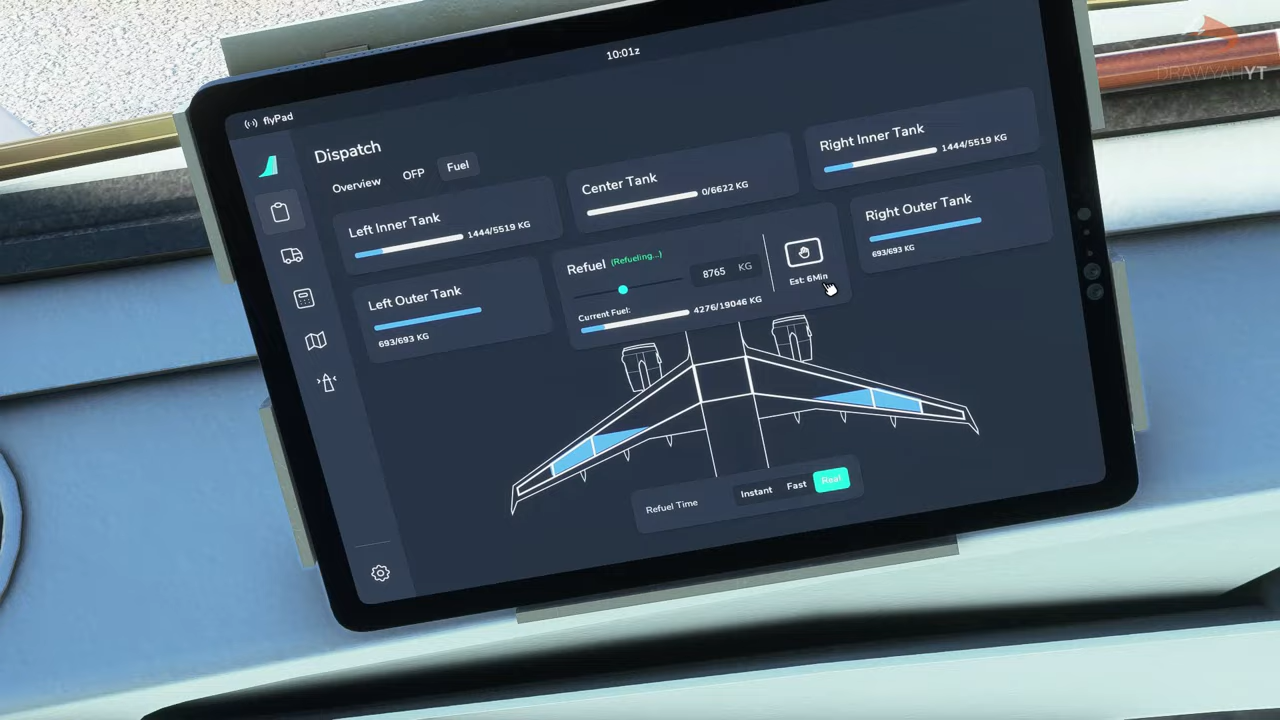 DRAWYAHYT
10:01z
flyPad
Dispatch
Overview
OFP
Fuel
Left Inner Tank
1444/5519 KG
Center Tank
0/6622 KG
Right Inner Tank
1444/5519 KG
Left Outer Tank
693/693 KG
Refuel (Refueling...)
8765 KG
Est: 6Min
Current Fuel:
4276/19046 KG
Right Outer Tank
693/693 KG
Refuel Time
Instant
Fast
Real